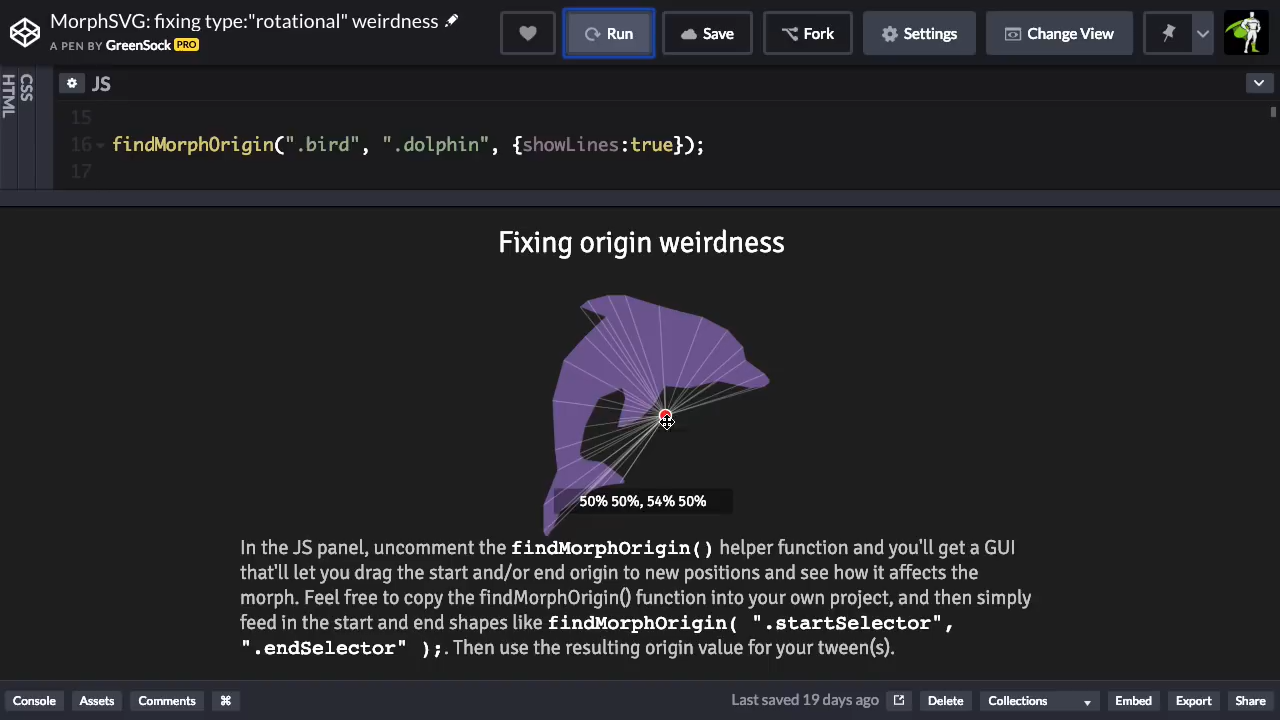 MorphSVG: fixing type:"rotational" weirdness
A PEN BY GreenSock PRO
Run
Save
Fork
Settings
Change View
HTML
CSS
JS
15
16 findMorphOrigin(".bird", ".dolphin", {showLines:true});
17
Fixing origin weirdness
50% 50%, 54% 50%
In the JS panel, uncomment the findMorphOrigin() helper function and you'll get a GUI
that'll let you drag the start and/or end origin to new positions and see how it affects the
morph. Feel free to copy the findMorphOrigin() function into your own project, and then simply
feed in the start and end shapes like findMorphOrigin( ".startSelector",
".endSelector" );. Then use the resulting origin value for your tween(s).
Console
Assets
Comments
⌘
Last saved 19 days ago
Delete
Collections
Embed
Export
Share